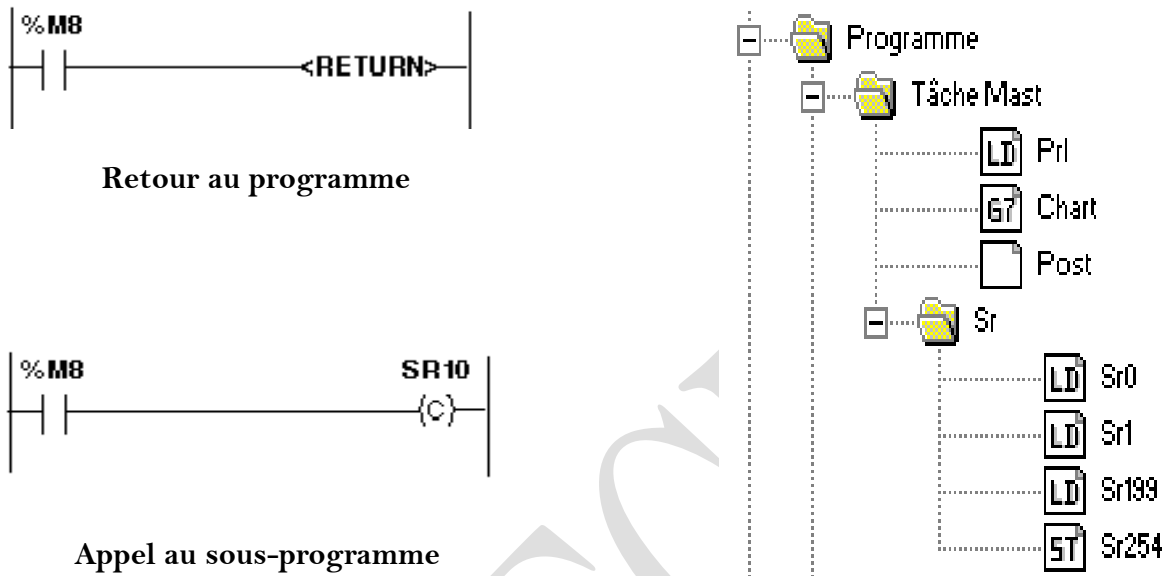 %M8
<RETURN>
Retour au programme
%M8 SR10
(C)
Appel au sous-programme
Programme
Tâche Mast
LD Prl
G7 Chart
Post
Sr
LD Sr0
LD Sr1
LD Sr199
ST Sr254